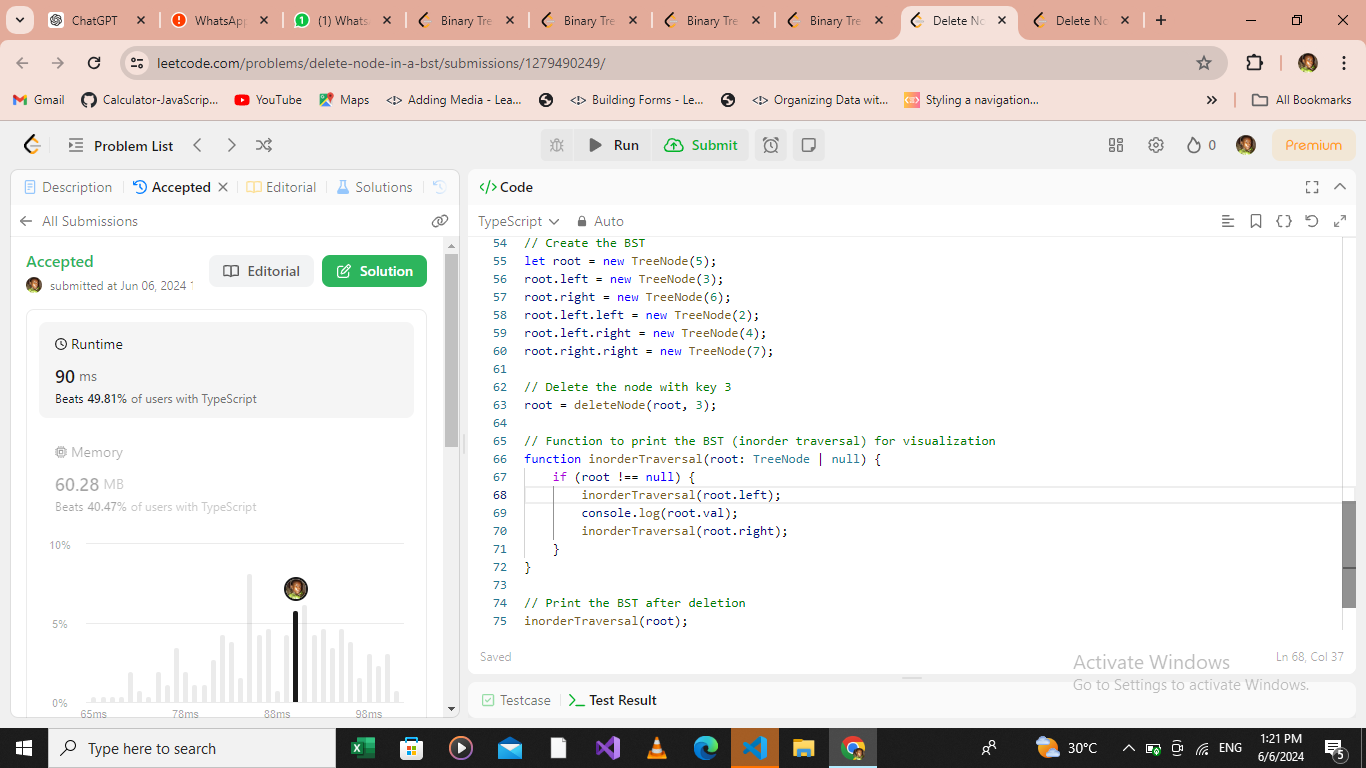 ChatGPT
WhatsApp
(1) Whats
Binary Tre
Binary Tre
Binary Tre
Binary Tre
Delete No
Delete No
leetcode.com/problems/delete-node-in-a-bst/submissions/1279490249/
Gmail
Calculator-JavaScrip...
YouTube
Maps
Adding Media - Lea...
Building Forms - Le...
Organizing Data wit...
Styling a navigation...
All Bookmarks
Problem List
Run
Submit
0
Premium
Description
Accepted
Editorial
Solutions
All Submissions
Accepted
submitted at Jun 06, 2024
Editorial
Solution
Runtime
90 ms
Beats 49.81% of users with TypeScript
Memory
60.28 MB
Beats 40.47% of users with TypeScript
10%
5%
0%
65ms
78ms
88ms
98ms
Code
TypeScript
Auto
54 // Create the BST
55 let root = new TreeNode(5);
56 root.left = new TreeNode(3);
57 root.right = new TreeNode(6);
58 root.left.left = new TreeNode(2);
59 root.left.right = new TreeNode(4);
60 root.right.right = new TreeNode(7);
61
62 // Delete the node with key 3
63 root = deleteNode(root, 3);
64
65 // Function to print the BST (inorder traversal) for visualization
66 function inorderTraversal(root: TreeNode | null) {
67 if (root !== null) {
68 inorderTraversal(root.left);
69 console.log(root.val);
70 inorderTraversal(root.right);
71 }
72 }
73
74 // Print the BST after deletion
75 inorderTraversal(root);
Saved
Ln 68, Col 37
Activate Windows
Go to Settings to activate Windows.
Testcase
Test Result
Type here to search
30°C
ENG
1:21 PM
6/6/2024
5